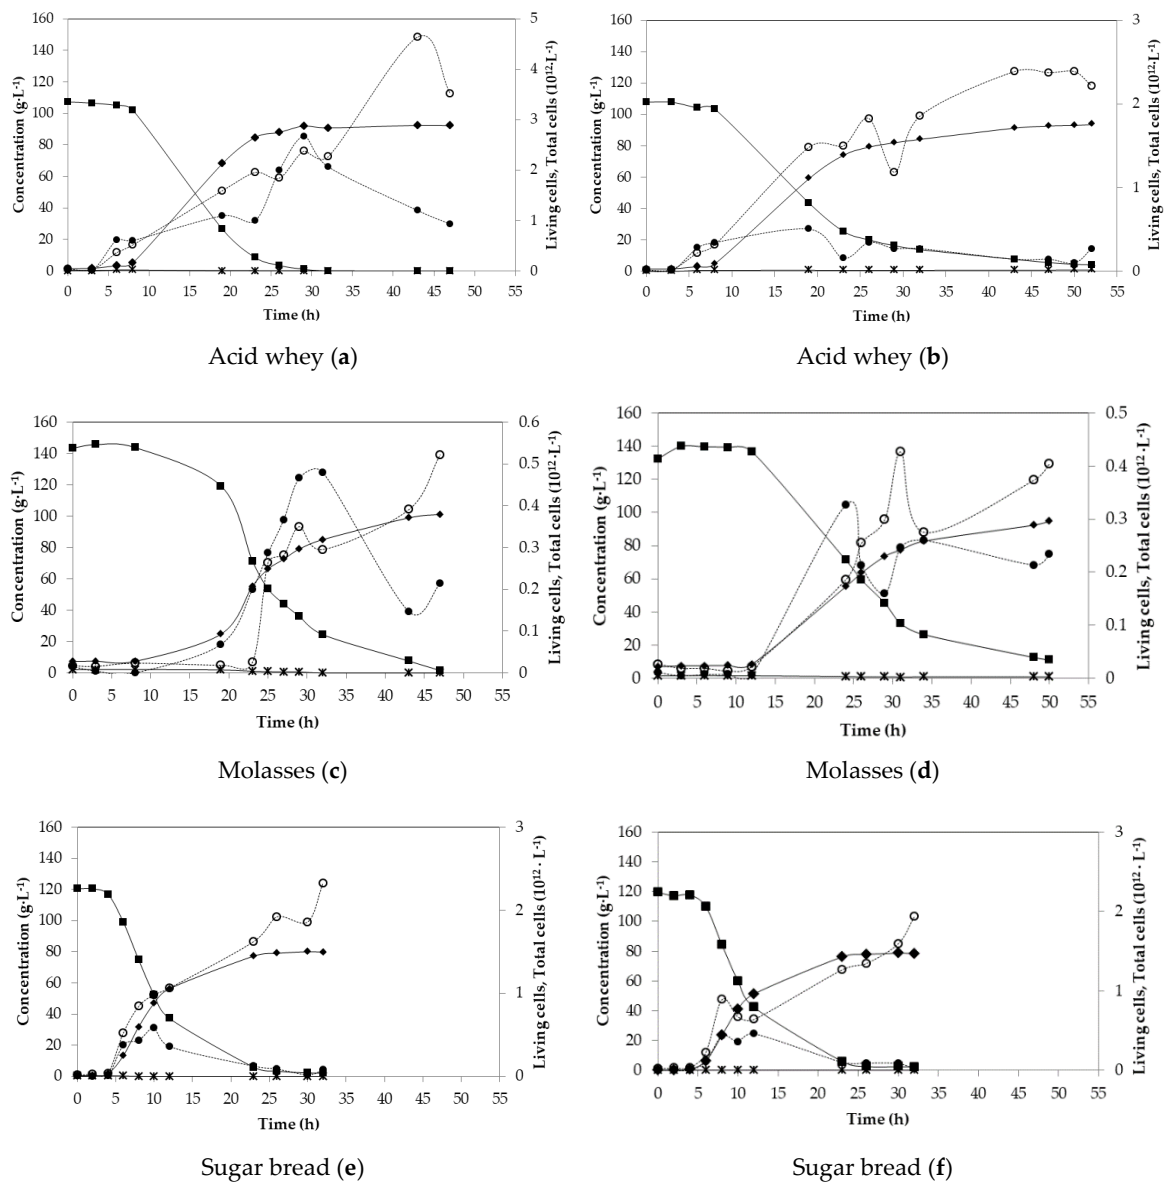 160 5 160 3
140 140
120 4 120
100 3 100 2
80 80
60 2 60
40 1 40 1
20 20
0 0 0 0
Concentration (g·L-1)
Living cells, Total cells (10¹²·L-1)
Concentration (g·L-1)
Living cells, Total cells (10¹²·L-1)
0 5 10 15 20 25 30 35 40 45 50 55
0 5 10 15 20 25 30 35 40 45 50 55
Time (h)
Time (h)
Acid whey (a)
Acid whey (b)
160 0.6 160 0.5
140 0.5 140
120 120 0.4
100 0.4 100 0.3
80 0.3 80
60 0.2 60 0.2
40 40 0.1
20 0.1 20
0 0 0 0
Concentration (g·L-1)
Living cells, Total cells (10¹²·L-1)
Concentration (g·L-1)
Living cells, Total cells (10¹²·L-1)
0 5 10 15 20 25 30 35 40 45 50 55
0 5 10 15 20 25 30 35 40 45 50 55
Time (h)
Time (h)
Molasses (c)
Molasses (d)
160 3 160 3
140 140
120 120
100 2 100 2
80 80
60 60
40 1 40 1
20 20
0 0 0 0
Concentration (g·L-1)
Living cells, Total cells (10¹² · L-1)
Concentration (g·L-1)
Living cells, Total cells (10¹² · L-1)
0 5 10 15 20 25 30 35 40 45 50 55
0 5 10 15 20 25 30 35 40 45 50 55
Time (h)
Time (h)
Sugar bread (e)
Sugar bread (f)